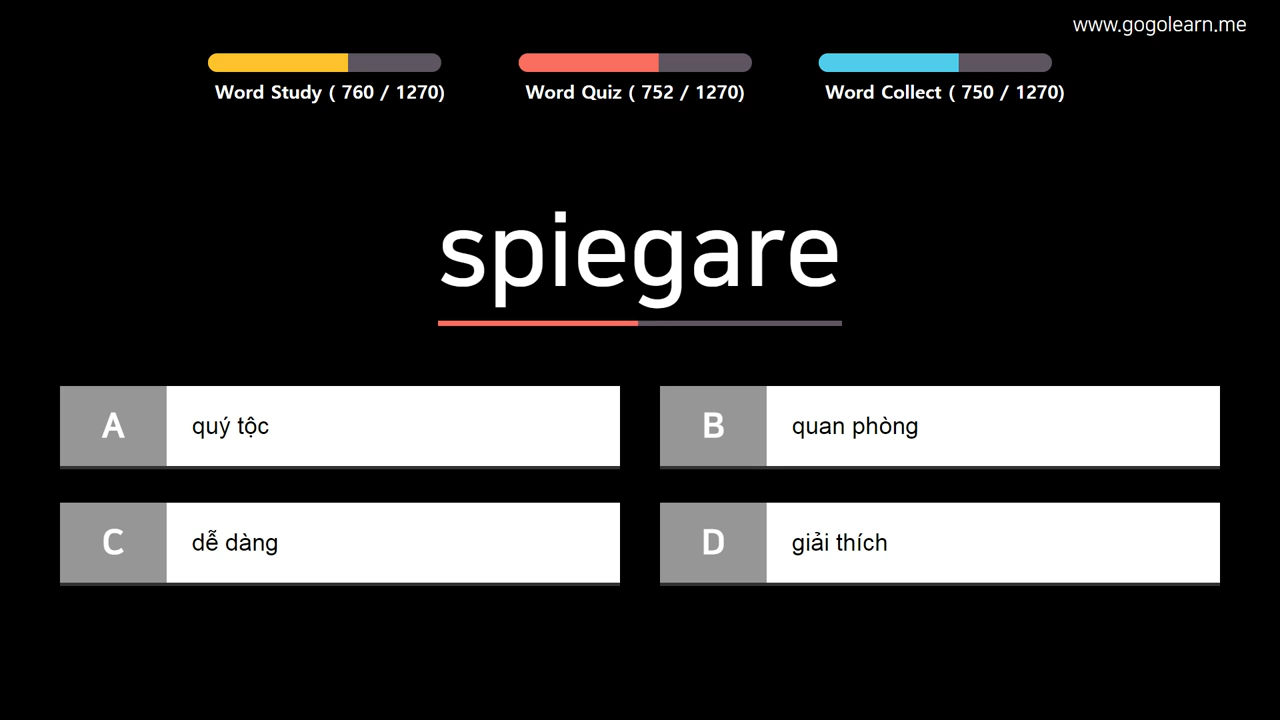 www.gogolearn.me
Word Study ( 760 / 1270)
Word Quiz ( 752 / 1270)
Word Collect ( 750 / 1270)
spiegare
A quý tộc
B quan phòng
C dễ dàng
D giải thích